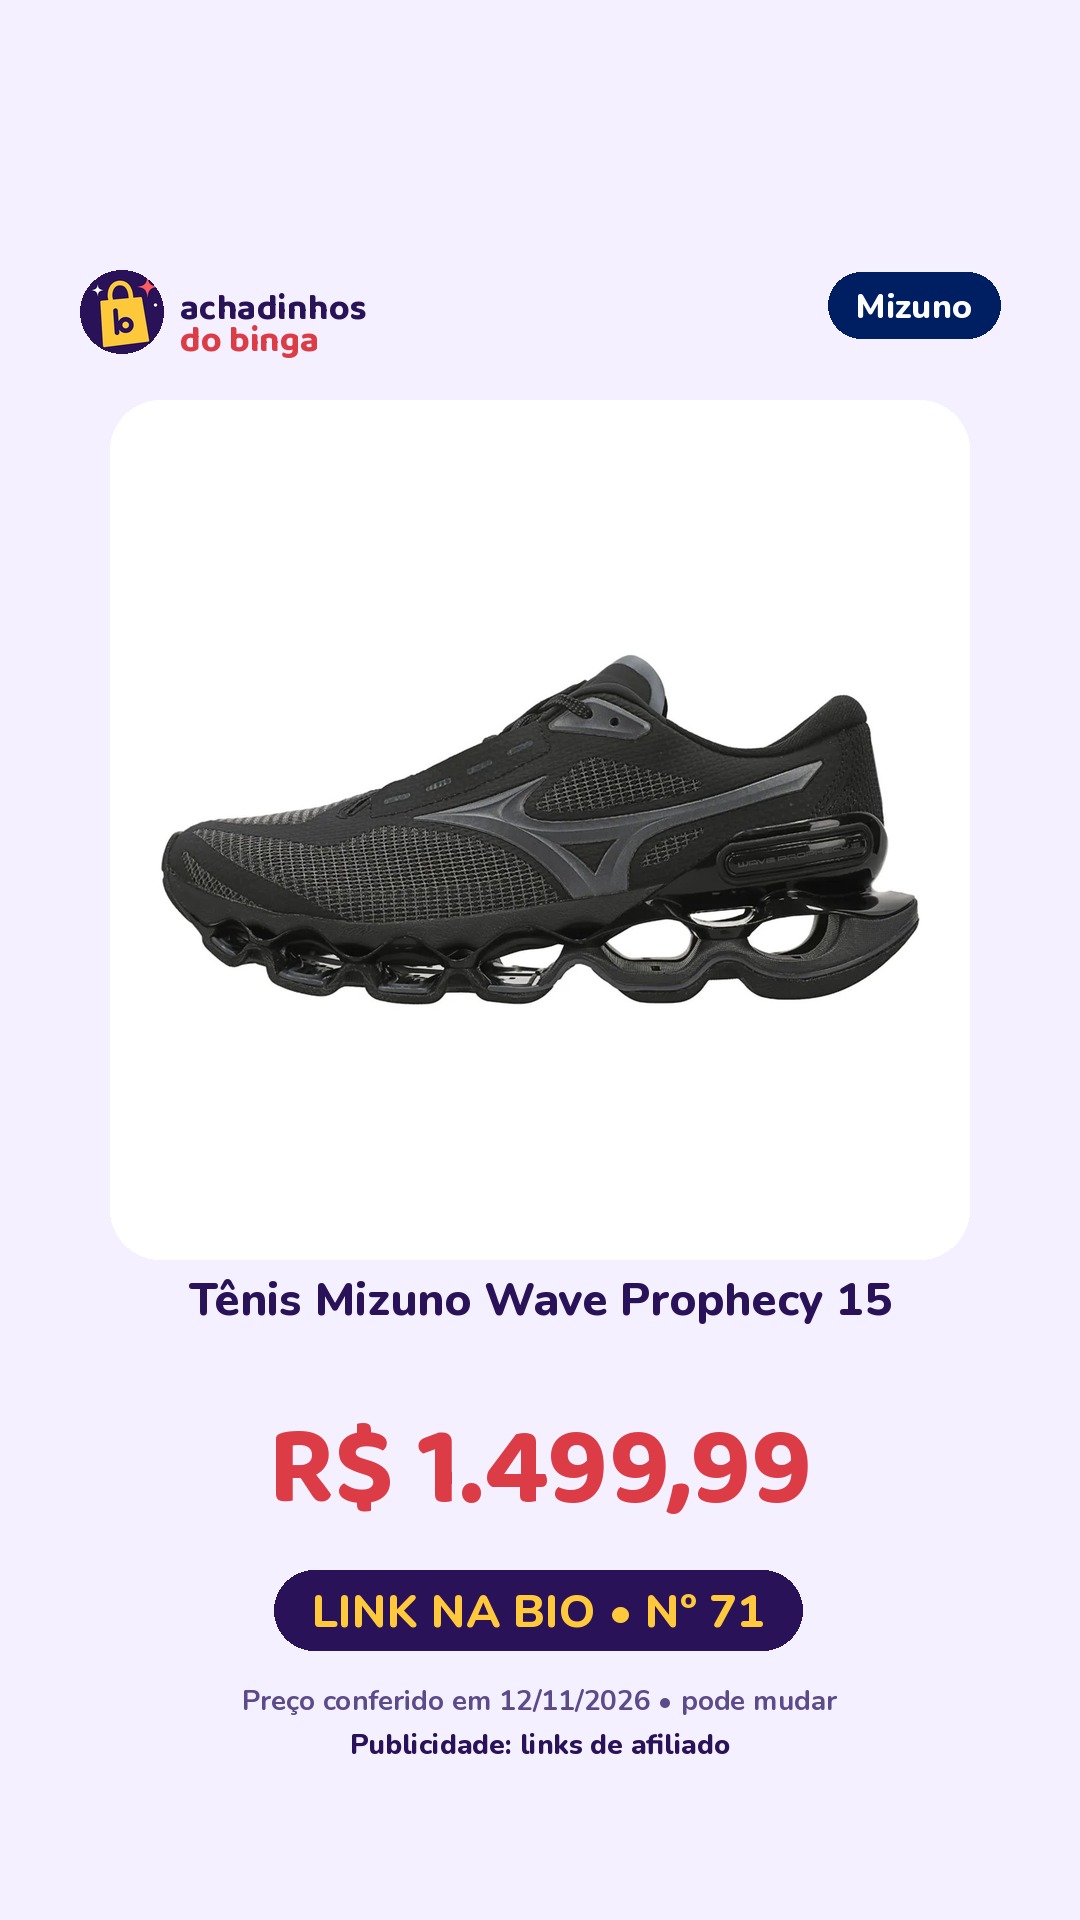 achadinhos
do binga
b
Mizuno
Tênis Mizuno Wave Prophecy 15
R$ 1.499,99
LINK NA BIO • Nº 71
Preço conferido em 12/11/2026 • pode mudar
Publicidade: links de afiliado